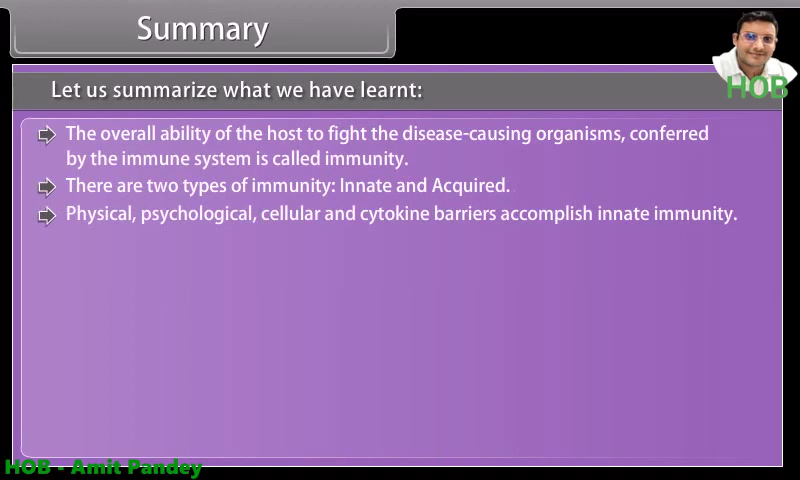 Summary
HOB
Let us summarize what we have learnt:
The overall ability of the host to fight the disease-causing organisms, conferred
by the immune system is called immunity.
There are two types of immunity: Innate and Acquired.
Physical, psychological, cellular and cytokine barriers accomplish innate immunity.
HOB - Amit Pandey